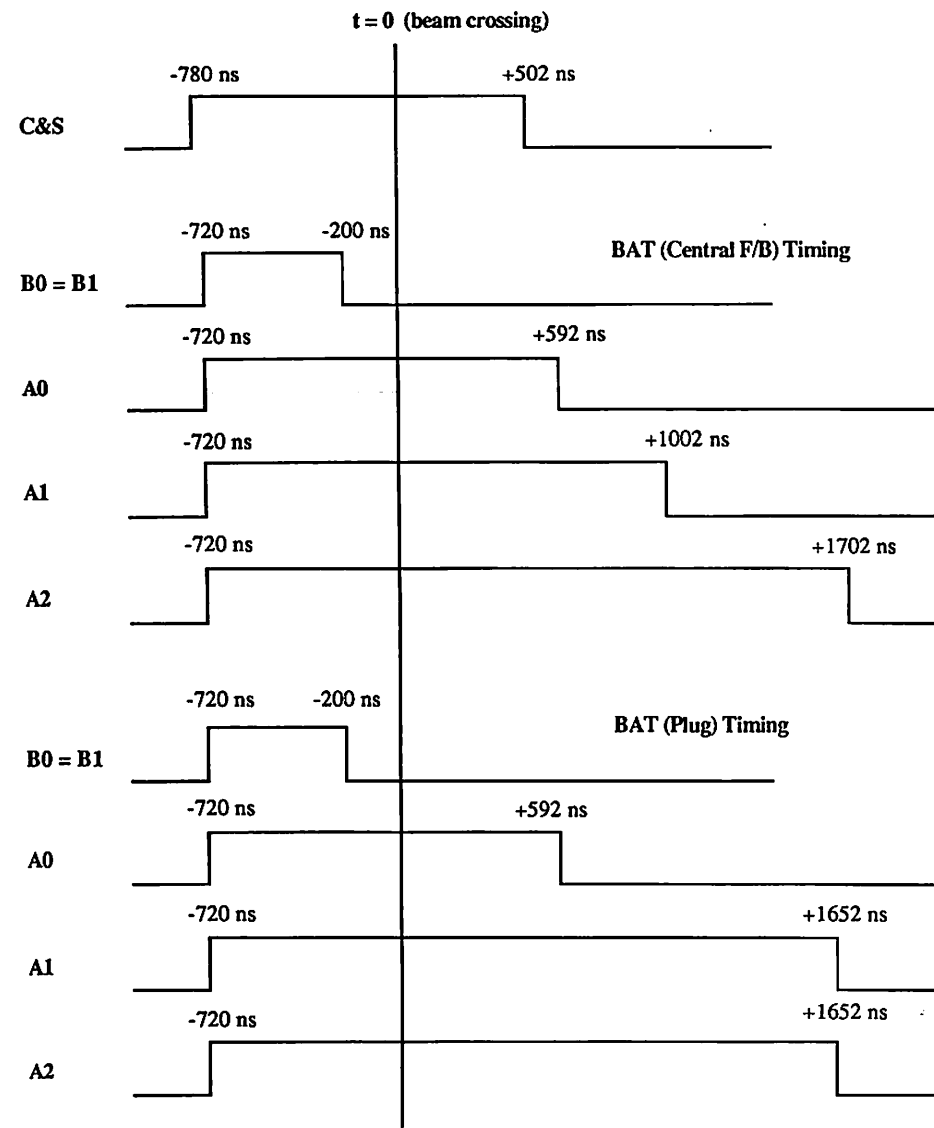 t = 0 (beam crossing)
-780 ns +502 ns
C&S
-720 ns -200 ns
BAT (Central F/B) Timing
B0 = B1
-720 ns +592 ns
A0
-720 ns +1002 ns
A1
-720 ns +1702 ns
A2
-720 ns -200 ns
BAT (Plug) Timing
B0 = B1
-720 ns +592 ns
A0
-720 ns +1652 ns
A1
-720 ns +1652 ns
A2